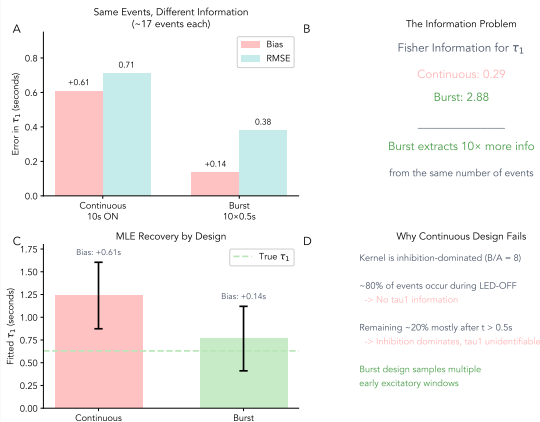 A
Same Events, Different Information
(~17 events each)
Error in τ₁ (seconds)
0.8
0.6
0.4
0.2
0.0
+0.61
0.71
+0.14
0.38
Bias
RMSE
Continuous
10s ON
Burst
10×0.5s
B
The Information Problem
Fisher Information for τ₁
Continuous: 0.29
Burst: 2.88
Burst extracts 10× more info
from the same number of events
C
MLE Recovery by Design
Fitted τ₁ (seconds)
1.75
1.50
1.25
1.00
0.75
0.50
0.25
0.00
Bias: +0.61s
Bias: +0.14s
True τ₁
Continuous
Burst
D
Why Continuous Design Fails
Kernel is inhibition-dominated (B/A = 8)
~80% of events occur during LED-OFF
-> No tau1 information
Remaining ~20% mostly after t > 0.5s
-> Inhibition dominates, tau1 unidentifiable
Burst design samples multiple
early excitatory windows